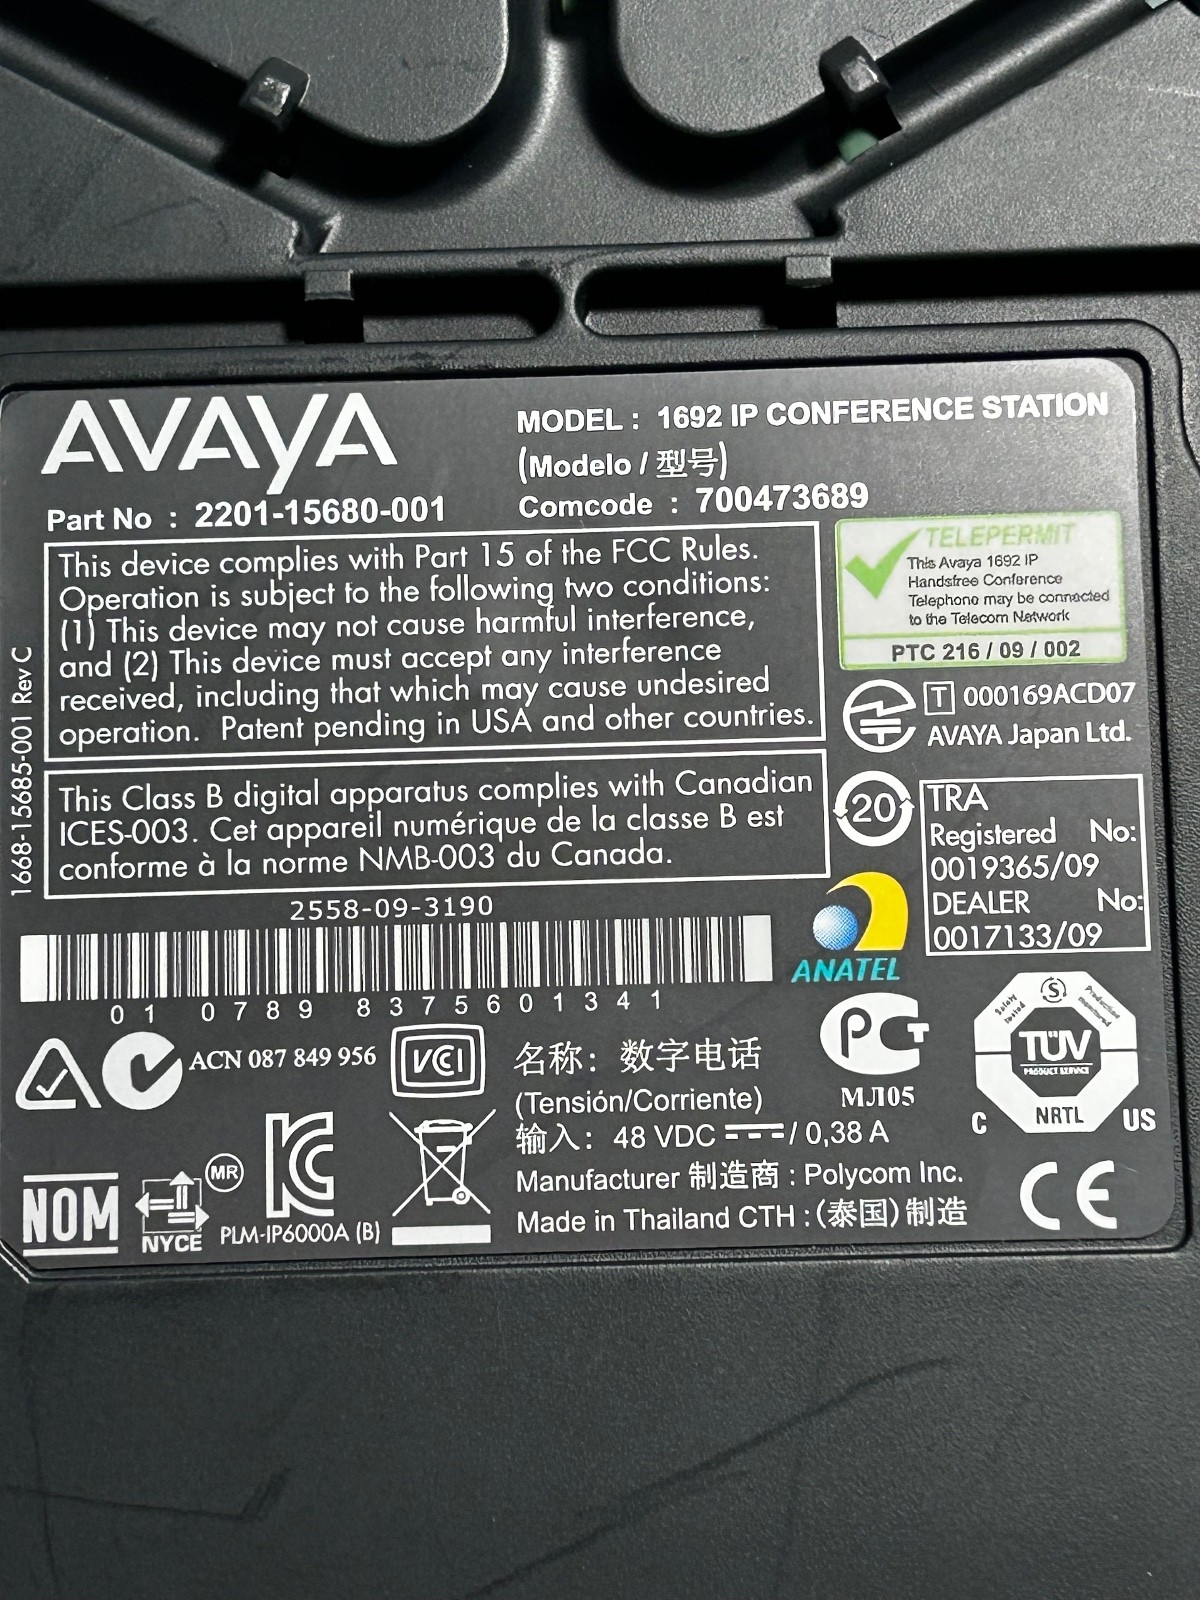 AVAYA
MODEL : 1692 IP CONFERENCE STATION
(Modelo / 型号)
Part No : 2201-15680-001
Comcode : 700473689
This device complies with Part 15 of the FCC Rules.
Operation is subject to the following two conditions:
(1) This device may not cause harmful interference,
and (2) This device must accept any interference
received, including that which may cause undesired
operation. Patent pending in USA and other countries.
TELEPERMIT
This Avaya 1692 IP
Handsfree Conference
Telephone may be connected
to the Telecom Network
PTC 216 / 09 / 002
T 000169ACD07
AVAYA Japan Ltd.
1668-15685-001 Rev C
This Class B digital apparatus complies with Canadian
ICES-003. Cet appareil numérique de la classe B est
conforme à la norme NMB-003 du Canada.
20
TRA
Registered No:
0019365/09
DEALER No:
0017133/09
2558-09-3190
01 0789 8375601341
ANATEL
ACN 087 849 956
VCI
名称：数字电话
(Tensión/Corriente)
输入：48 VDC / 0,38 A
Manufacturer 制造商 : Polycom Inc.
Made in Thailand CTH :(泰国)制造
PCT
МЛ05
Safety tested
S
Production monitored
TÜV
PRODUCT SERVICE
NRTL
C US
NOM
NYCE
MR
PLM-IP6000A (B)
CE